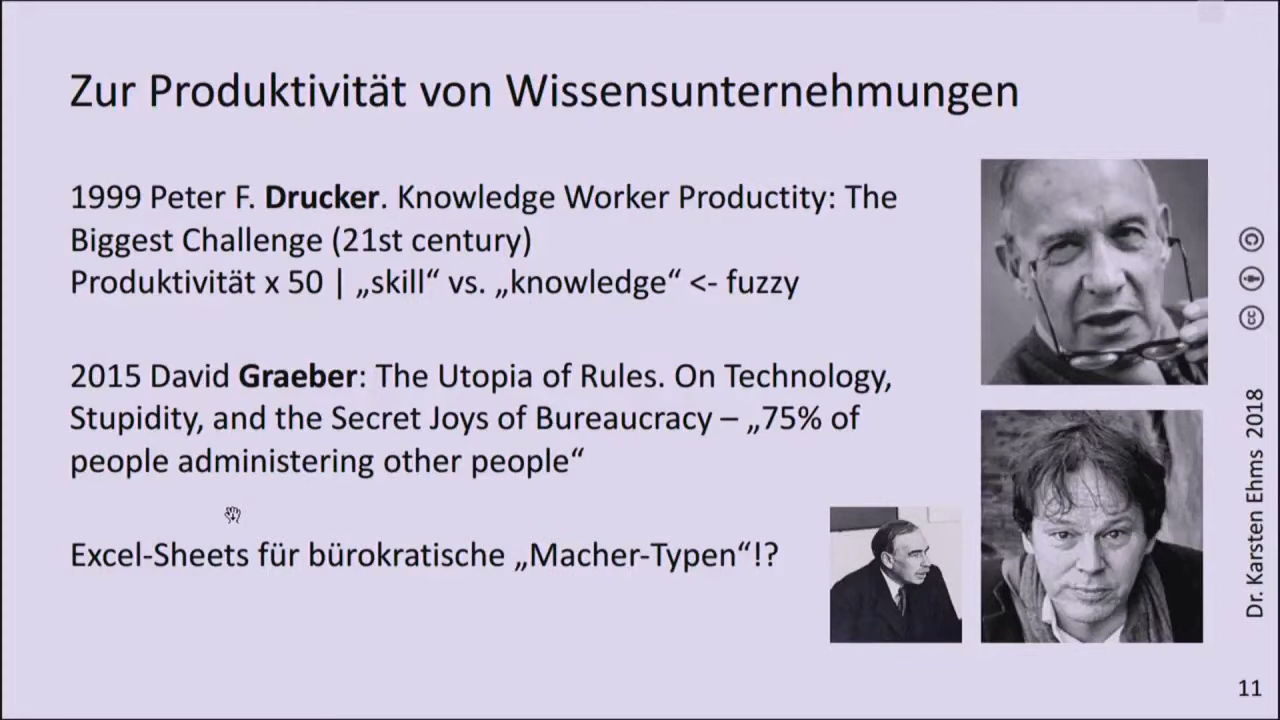 Zur Produktivität von Wissensunternehmungen
1999 Peter F. Drucker. Knowledge Worker Productity: The
Biggest Challenge (21st century)
Produktivität x 50 | „skill“ vs. „knowledge“ <- fuzzy
2015 David Graeber: The Utopia of Rules. On Technology,
Stupidity, and the Secret Joys of Bureaucracy – „75% of
people administering other people“
Excel-Sheets für bürokratische „Macher-Typen“!?
Dr. Karsten Ehms 2018
cc
11